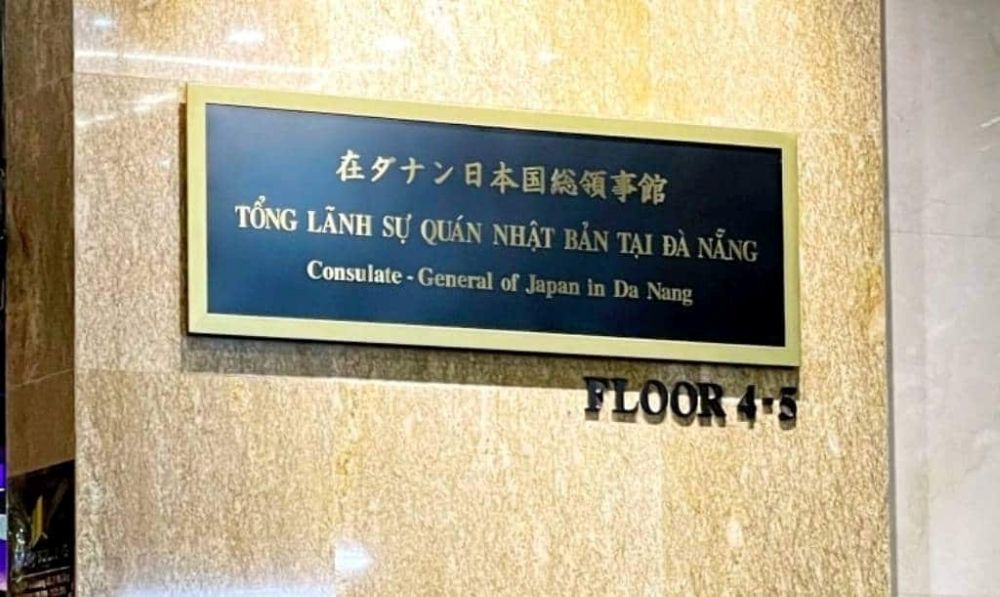 在ダナン日本国総領事館
TỔNG LÃNH SỰ QUÁN NHẬT BẢN TẠI ĐÀ NẴNG
Consulate - General of Japan in Da Nang
FLOOR 4-5